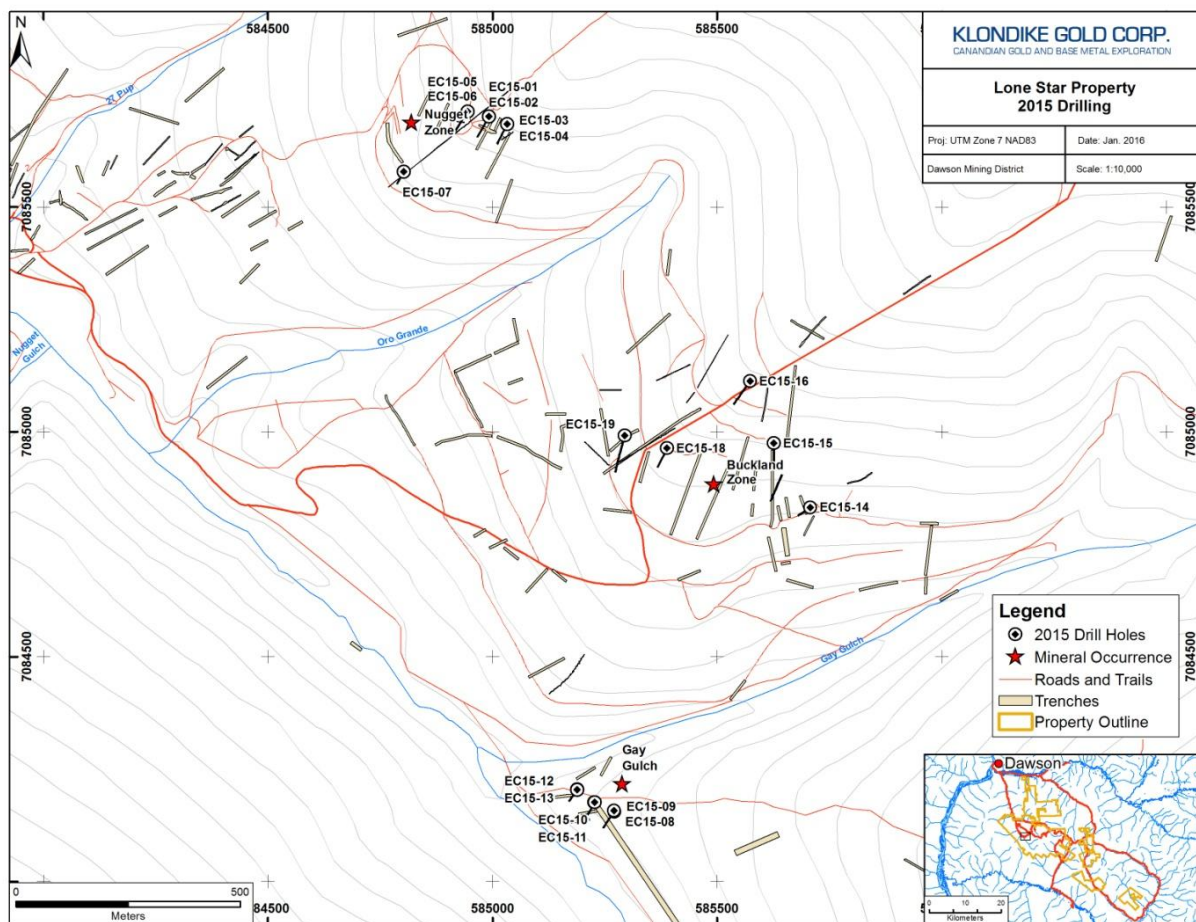 584500
585000
585500
N
KLONDIKE GOLD CORP.
CANANDIAN GOLD AND BASE METAL EXPLORATION
Lone Star Property
2015 Drilling
Proj: UTM Zone 7 NAD83
Date: Jan. 2016
Dawson Mining District
Scale: 1:10,000
27 Pup
EC15-05
EC15-06
EC15-01
EC15-02
EC15-03
EC15-04
Nugget
Zone
EC15-07
7085500
7085500
Oro Grande
Nugget
Gulch
EC15-16
EC15-19
EC15-18
EC15-15
7085000
7085000
Buckland
Zone
EC15-14
Gay Gulch
7084500
7084500
Legend
2015 Drill Holes
Mineral Occurrence
Roads and Trails
Trenches
Property Outline
Gay
Gulch
EC15-12
EC15-13
EC15-10
EC15-11
EC15-09
EC15-08
Dawson
0 10 20
Kilometers
0 500
Meters
584500
585000
585500